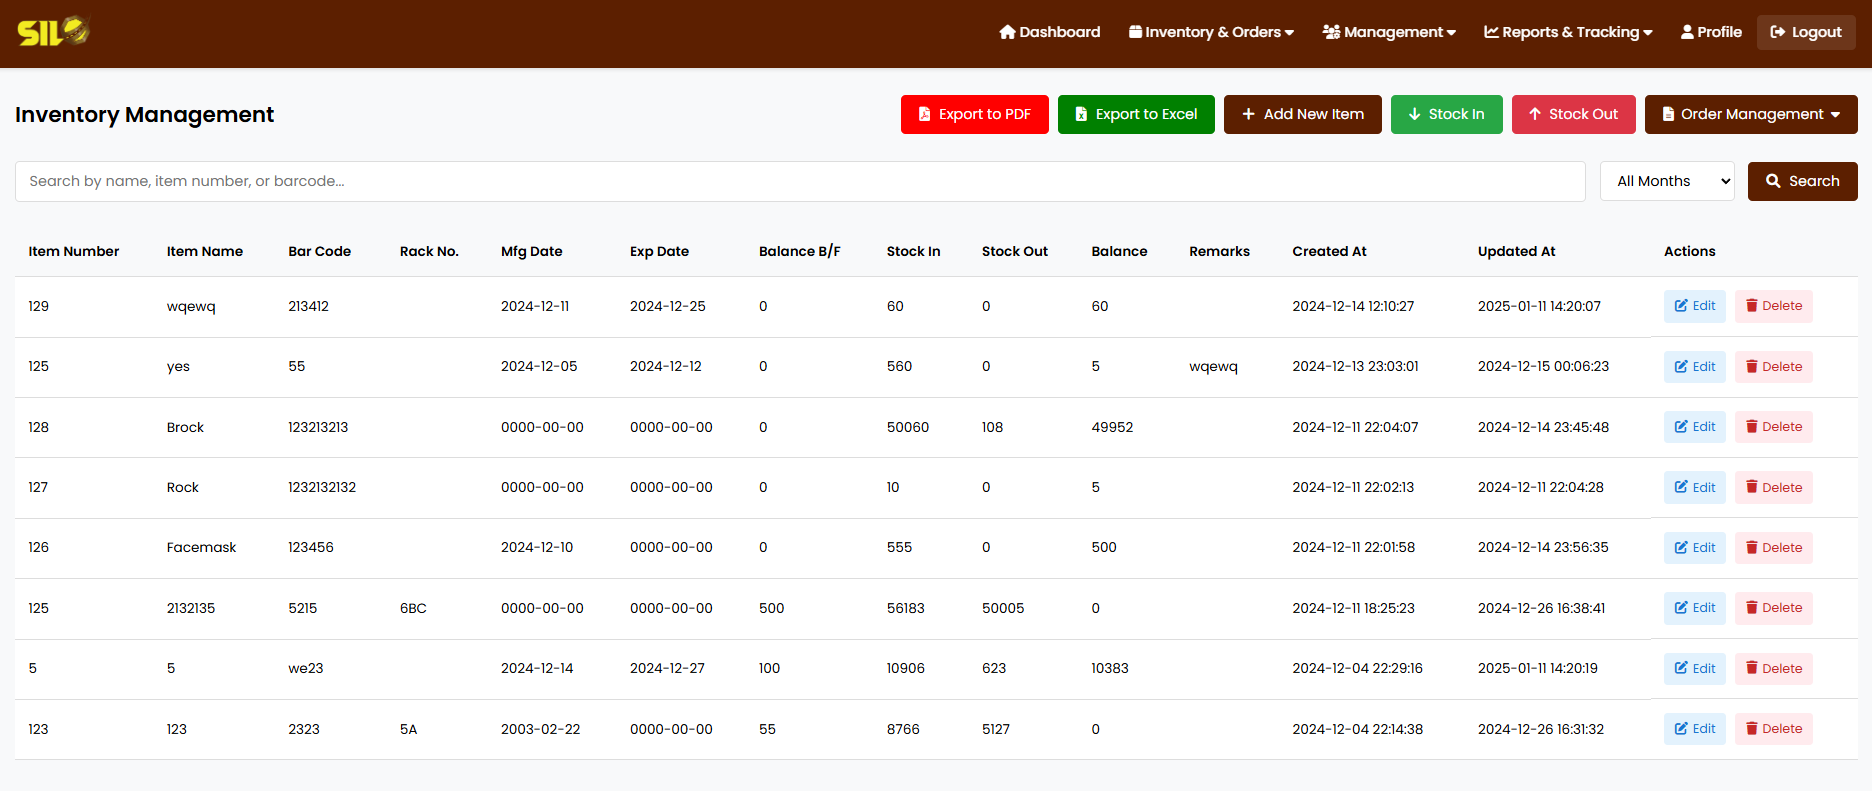 SILO
Dashboard Inventory & Orders Management Reports & Tracking Profile Logout
Inventory Management
Export to PDF Export to Excel Add New Item Stock In Stock Out Order Management
Search by name, item number, or barcode... All Months Search
Item Number Item Name Bar Code Rack No. Mfg Date Exp Date Balance B/F Stock In Stock Out Balance Remarks Created At Updated At Actions
129 wqewq 213412 2024-12-11 2024-12-25 0 60 0 60 2024-12-14 12:10:27 2025-01-11 14:20:07 Edit Delete
125 yes 55 2024-12-05 2024-12-12 0 560 0 5 wqewq 2024-12-13 23:03:01 2024-12-15 00:06:23 Edit Delete
128 Brock 123213213 0000-00-00 0000-00-00 0 50060 108 49952 2024-12-11 22:04:07 2024-12-14 23:45:48 Edit Delete
127 Rock 1232132132 0000-00-00 0000-00-00 0 10 0 5 2024-12-11 22:02:13 2024-12-11 22:04:28 Edit Delete
126 Facemask 123456 2024-12-10 0000-00-00 0 555 0 500 2024-12-11 22:01:58 2024-12-14 23:56:35 Edit Delete
125 2132135 5215 6BC 0000-00-00 0000-00-00 500 56183 50005 0 2024-12-11 18:25:23 2024-12-26 16:38:41 Edit Delete
5 5 we23 2024-12-14 2024-12-27 100 10906 623 10383 2024-12-04 22:29:16 2025-01-11 14:20:19 Edit Delete
123 123 2323 5A 2003-02-22 0000-00-00 55 8766 5127 0 2024-12-04 22:14:38 2024-12-26 16:31:32 Edit Delete